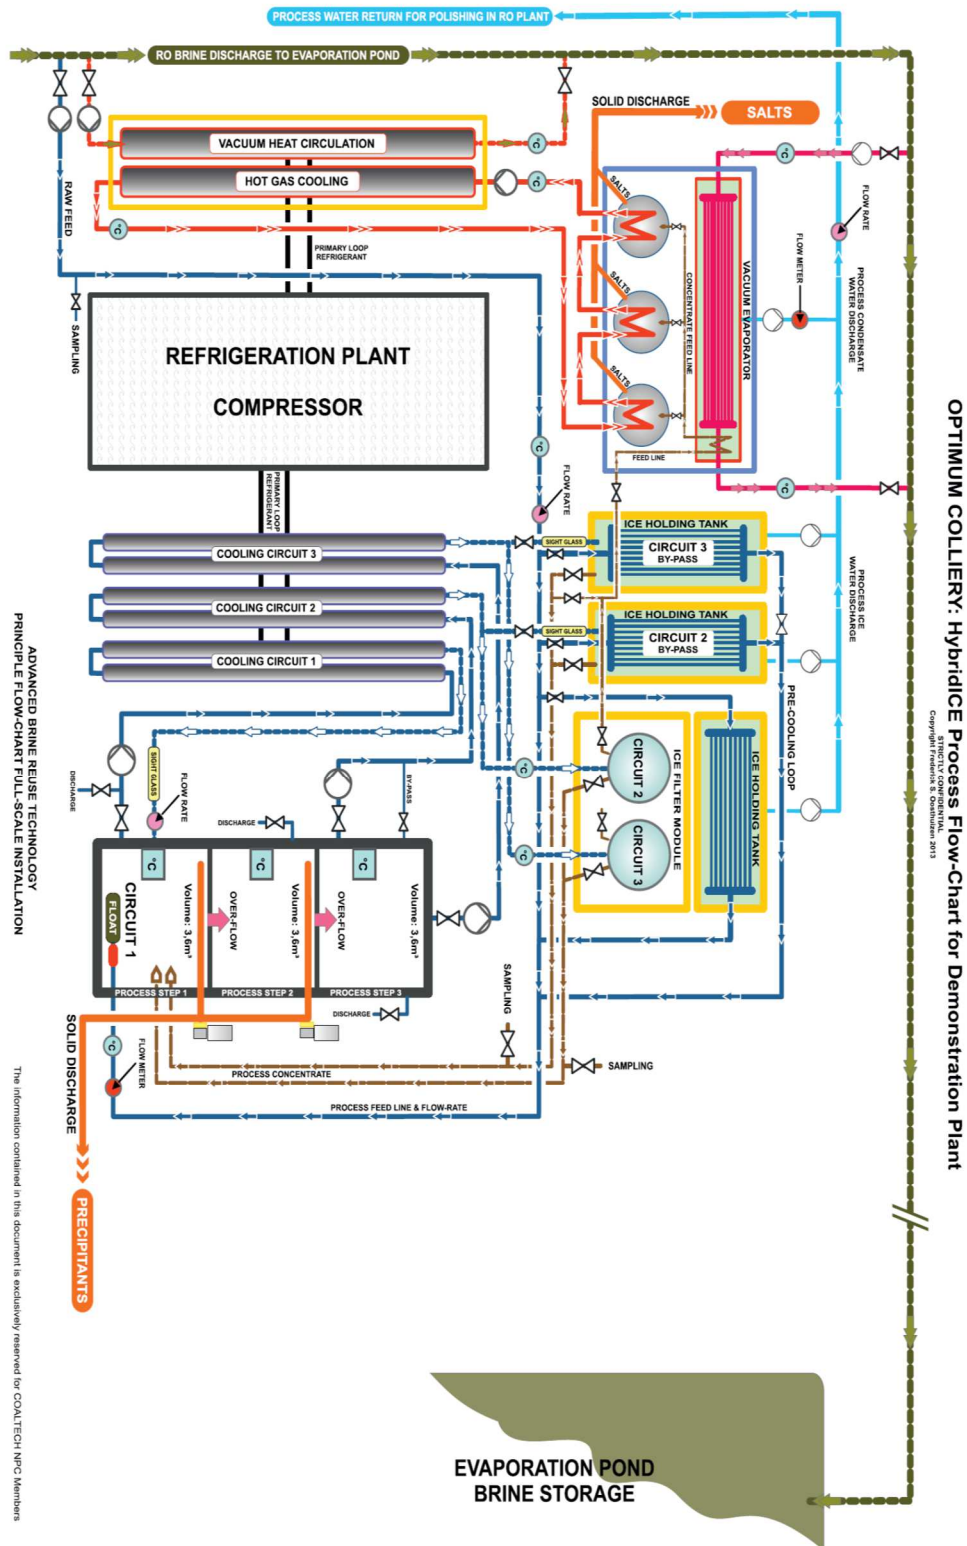 OPTIMUM COLLIERY: HybridICE Process Flow-Chart for Demonstration Plant
STRICTLY CONFIDENTIAL
Copyright Frederick S. Oosthuizen 2013
PROCESS WATER RETURN FOR POLISHING IN RO PLANT
RO BRINE DISCHARGE TO EVAPORATION POND
SOLID DISCHARGE
SALTS
VACUUM HEAT CIRCULATION
HOT GAS COOLING
°C
°C
°C
°C
RAW FEED
PRIMARY LOOP
REFRIGERANT
SAMPLING
REFRIGERATION PLANT
COMPRESSOR
SALTS
SALTS
SALTS
CONCENTRATE FEED LINE
VACUUM EVAPORATOR
FEED LINE
FLOW METER
FLOW RATE
PROCESS CONDENSATE
WATER DISCHARGE
°C
°C
FLOW RATE
PRIMARY LOOP
REFRIGERANT
COOLING CIRCUIT 3
COOLING CIRCUIT 2
COOLING CIRCUIT 1
SIGHT GLASS
ICE HOLDING TANK
CIRCUIT 3
BY-PASS
SIGHT GLASS
ICE HOLDING TANK
CIRCUIT 2
BY-PASS
PROCESS ICE
WATER DISCHARGE
PRE-COOLING LOOP
ICE HOLDING TANK
ICE FILTER MODULE
CIRCUIT 2
CIRCUIT 3
°C
°C
DISCHARGE
SIGHT GLASS
FLOW RATE
DISCHARGE
BY-PASS
°C
°C
°C
CIRCUIT 1
FLOAT
Volume: 3,6m³
Volume: 3,6m³
Volume: 3,6m³
OVER-FLOW
OVER-FLOW
PROCESS STEP 1
PROCESS STEP 2
PROCESS STEP 3
DISCHARGE
SAMPLING
SAMPLING
PROCESS CONCENTRATE
PROCESS FEED LINE & FLOW-RATE
°C
FLOW METER
SOLID DISCHARGE
PRECIPITANTS
EVAPORATION POND
BRINE STORAGE
ADVANCED BRINE REUSE TECHNOLOGY
PRINCIPLE FLOW-CHART FULL-SCALE INSTALLATION
The information contained in this document is exclusively reserved for COALTECH NPC Members